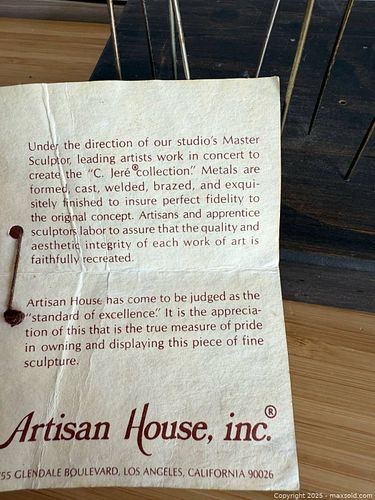 Under the direction of our studio's Master
Sculptor, leading artists work in concert to
create the "C. Jeré® collection." Metals are
formed, cast, welded, brazed, and exqui-
sitely finished to insure perfect fidelity to
the original concept. Artisans and apprentice
sculptors labor to assure that the quality and
aesthetic integrity of each work of art is
faithfully recreated.
Artisan House has come to be judged as the
"standard of excellence." It is the apprecia-
tion of this that is the true measure of pride
in owning and displaying this piece of fine
sculpture.
Artisan House, inc.®
55 GLENDALE BOULEVARD, LOS ANGELES, CALIFORNIA 90026
Copyright 2025 - maxsold.com